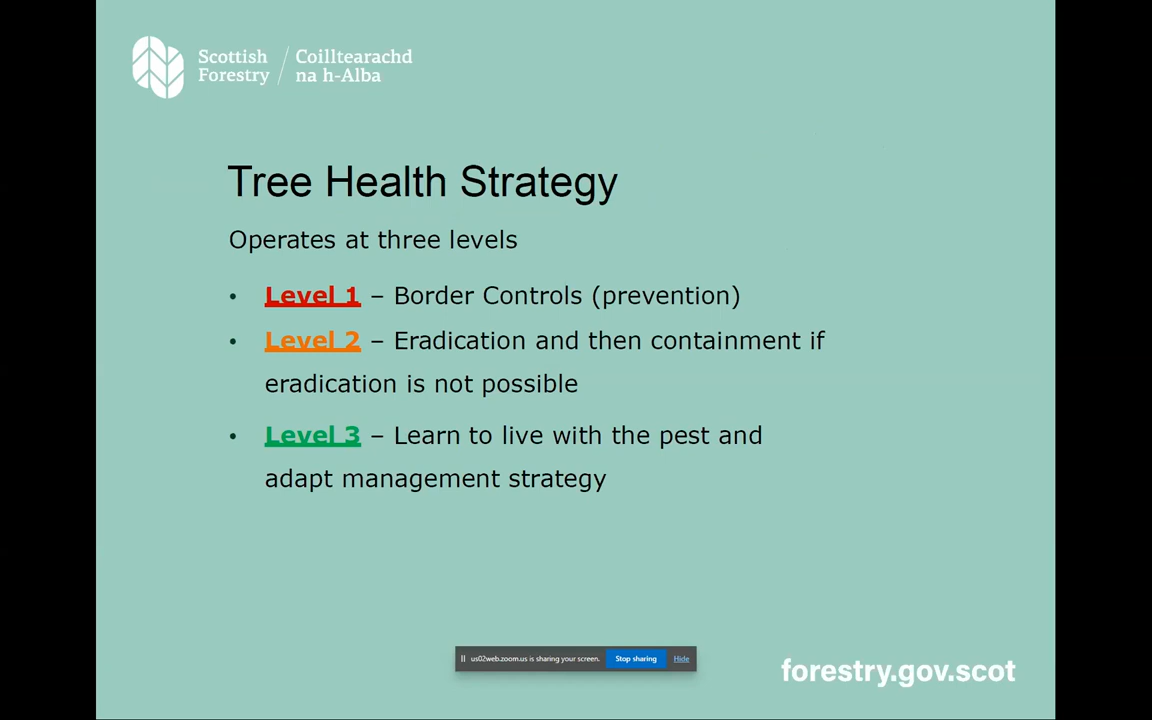 Scottish Forestry / Coilltearachd na h-Alba
Tree Health Strategy
Operates at three levels
• Level 1 – Border Controls (prevention)
• Level 2 – Eradication and then containment if
eradication is not possible
• Level 3 – Learn to live with the pest and
adapt management strategy
us02web.zoom.us is sharing your screen. Stop sharing Hide
forestry.gov.scot